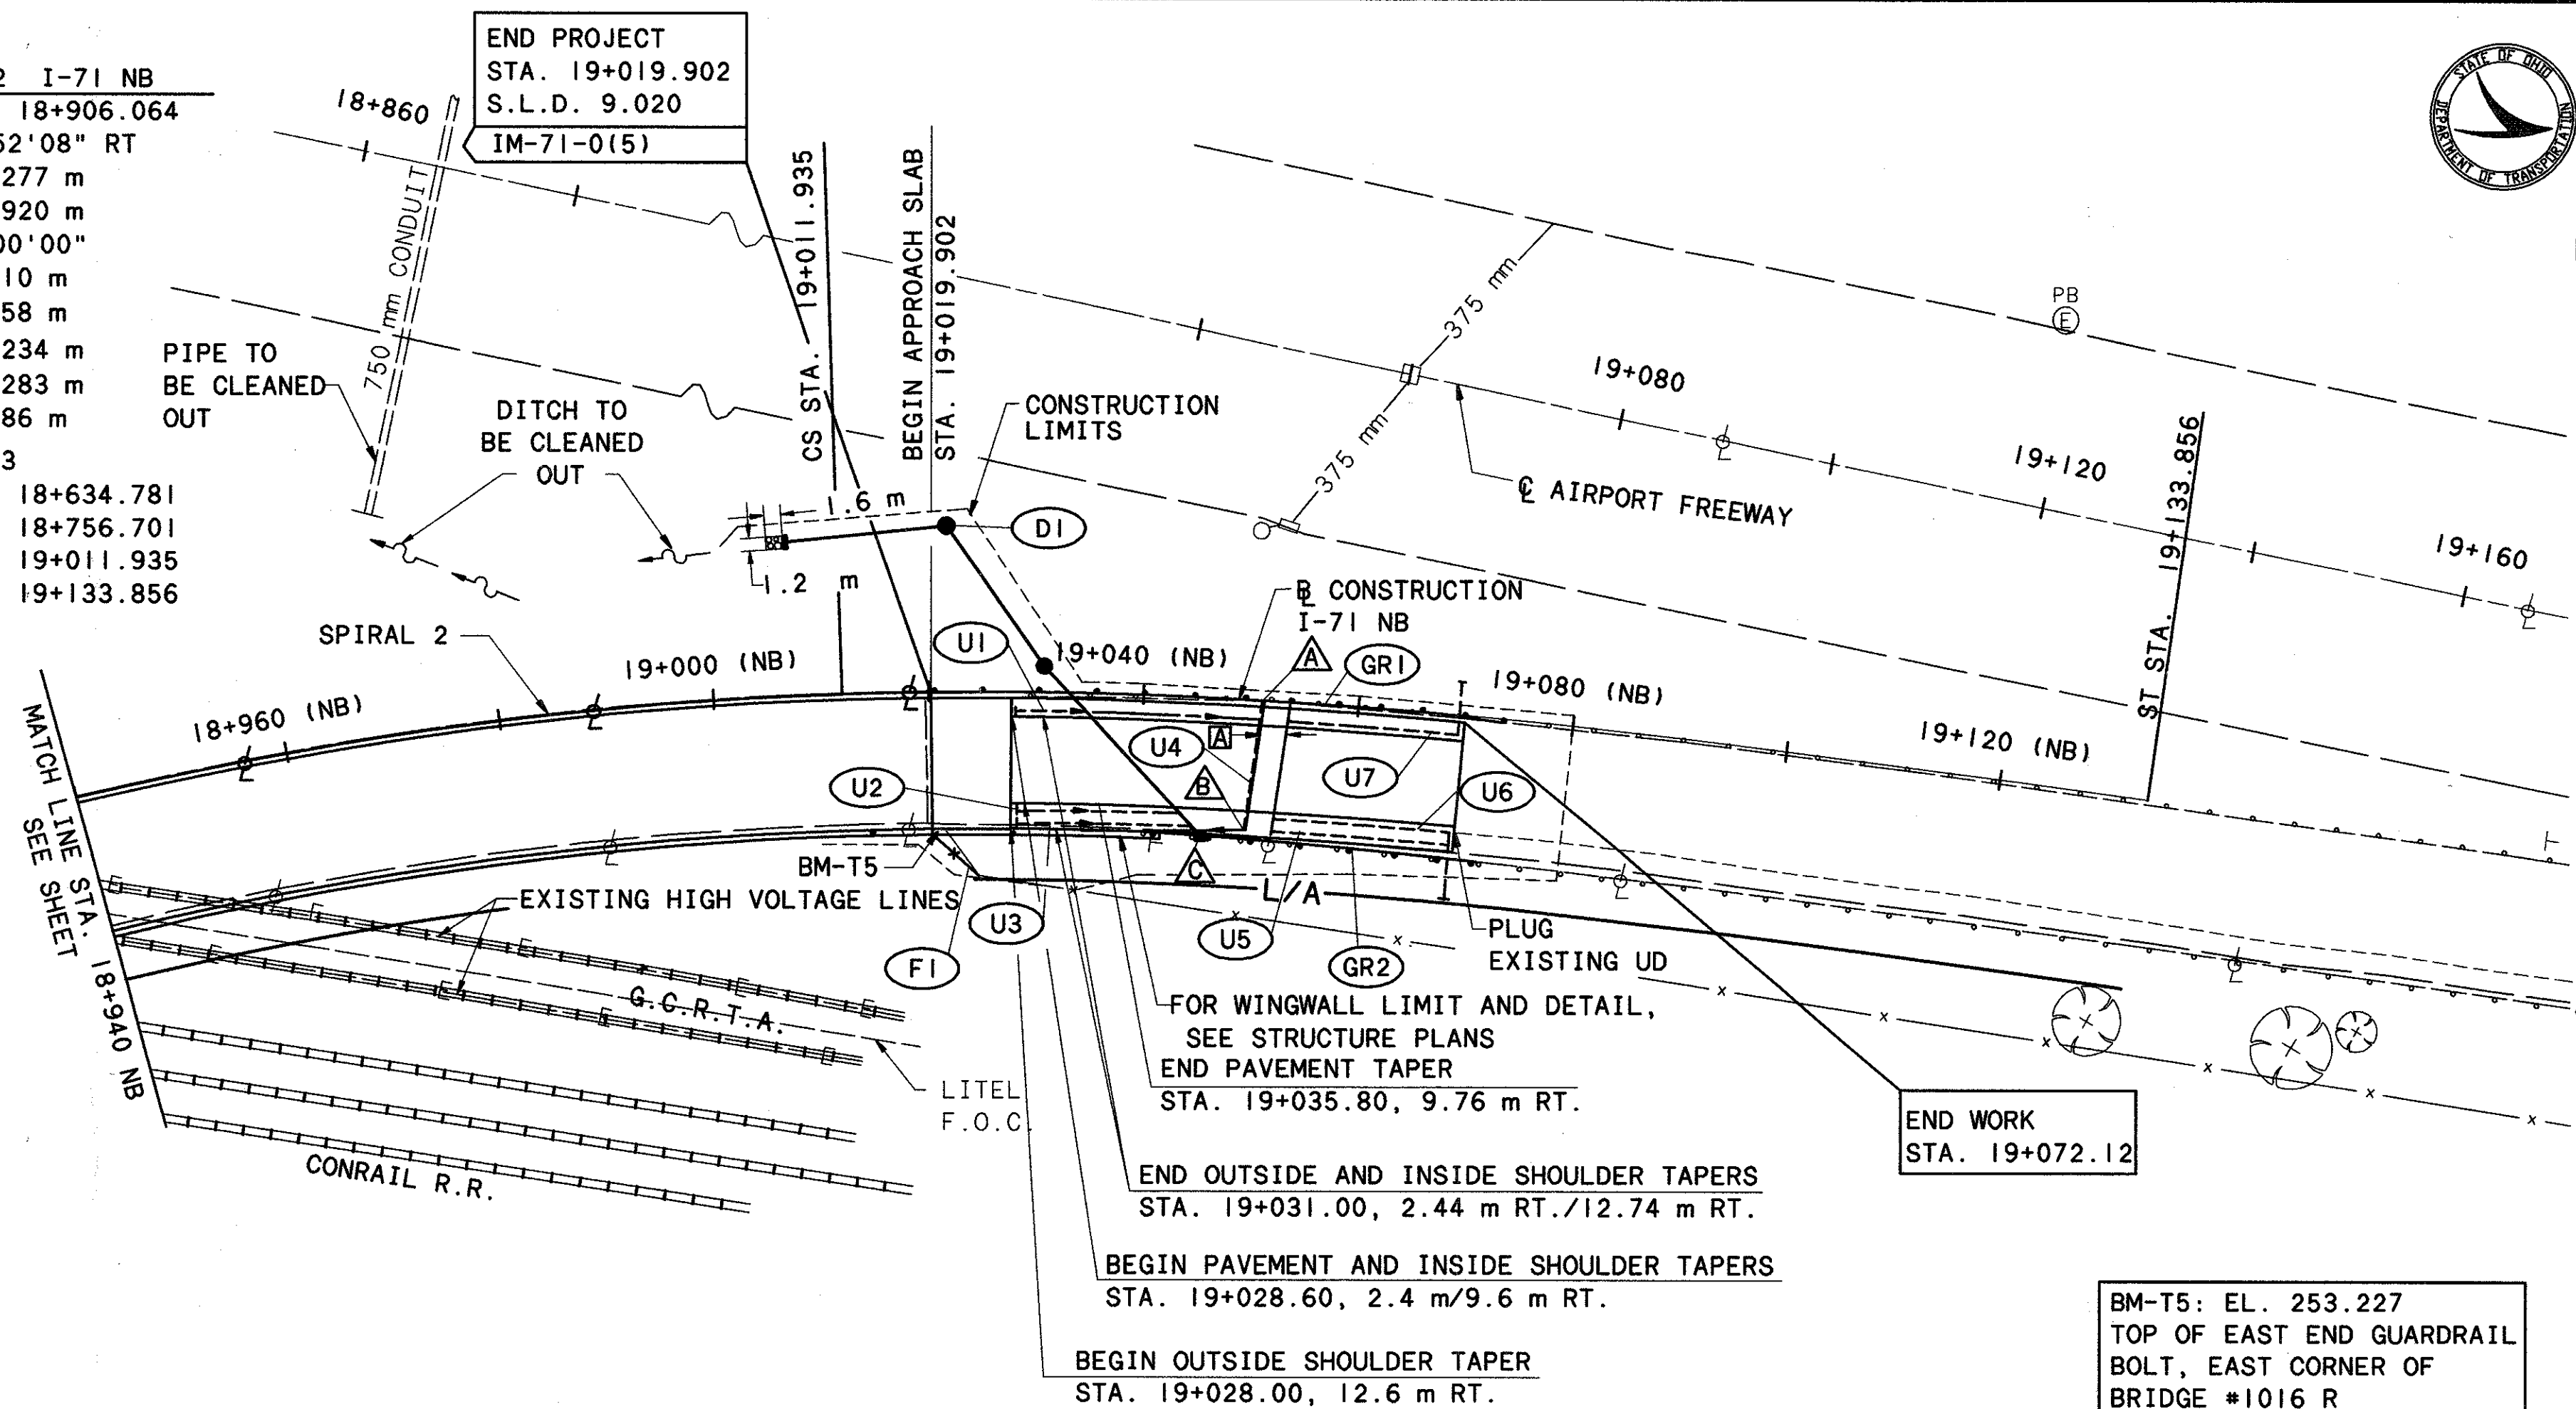 2 I-71 NB
18+906.064
52'08" RT
277 m
920 m
00'00"
10 m
58 m
234 m
283 m
86 m
3
18+634.781
18+756.701
19+011.935
19+133.856
END PROJECT
STA. 19+019.902
S.L.D. 9.020
IM-71-0(5)
STATE OF OHIO
DEPARTMENT OF TRANSPORTATION
18+860
750 mm CONDUIT
PIPE TO
BE CLEANED
OUT
DITCH TO
BE CLEANED
OUT
CS STA. 19+011.935
BEGIN APPROACH SLAB
STA. 19+019.902
CONSTRUCTION
LIMITS
1.6 m
1.2 m
D1
375 mm
375 mm
PB
E
19+080
℄ AIRPORT FREEWAY
19+120
19+160
ST STA. 19+133.856
SPIRAL 2
18+960 (NB)
19+000 (NB)
19+040 (NB)
19+080 (NB)
19+120 (NB)
BL CONSTRUCTION
I-71 NB
A
GR1
U1
U4
A
U7
U2
B
U6
MATCH LINE STA. 18+940 NB
SEE SHEET
BM-T5
EXISTING HIGH VOLTAGE LINES
C
L/A
U3
U5
F1
GR2
PLUG
EXISTING UD
G.C.R.T.A.
LITEL
F.O.C.
CONRAIL R.R.
FOR WINGWALL LIMIT AND DETAIL,
SEE STRUCTURE PLANS
END PAVEMENT TAPER
STA. 19+035.80, 9.76 m RT.
END WORK
STA. 19+072.12
END OUTSIDE AND INSIDE SHOULDER TAPERS
STA. 19+031.00, 2.44 m RT./12.74 m RT.
BEGIN PAVEMENT AND INSIDE SHOULDER TAPERS
STA. 19+028.60, 2.4 m/9.6 m RT.
BEGIN OUTSIDE SHOULDER TAPER
STA. 19+028.00, 12.6 m RT.
BM-T5: EL. 253.227
TOP OF EAST END GUARDRAIL
BOLT, EAST CORNER OF
BRIDGE #1016 R